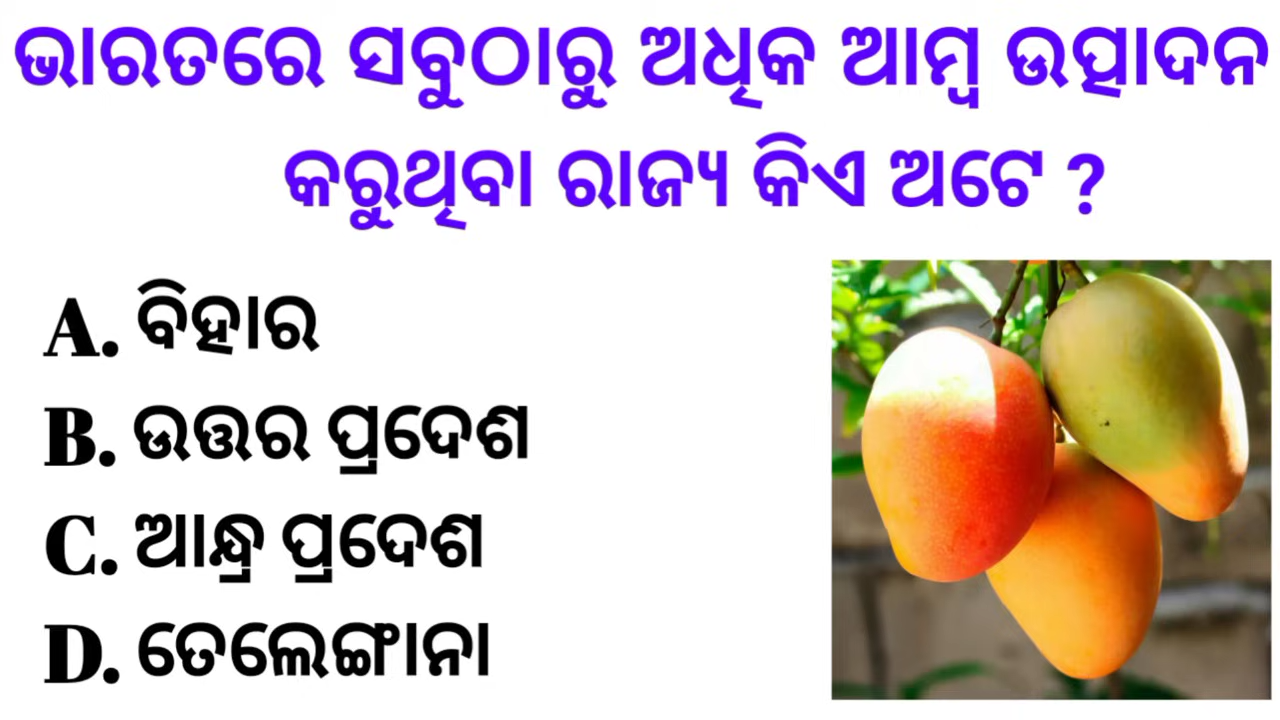 ଭାରତରେ ସବୁଠାରୁ ଅଧିକ ଆମ୍ବ ଉତ୍ପାଦନ
କରୁଥିବା ରାଜ୍ୟ କିଏ ଅଟେ ?
A. ବିହାର
B. ଉତ୍ତର ପ୍ରଦେଶ
C. ଆନ୍ଧ୍ର ପ୍ରଦେଶ
D. ତେଲେଙ୍ଗାନା